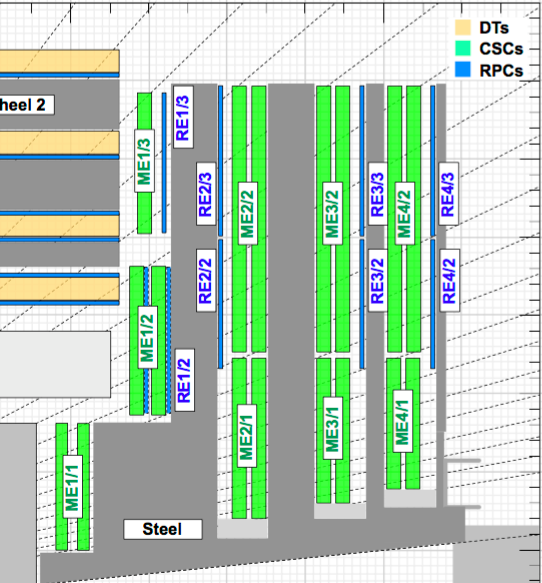 DTs
CSCs
RPCs
heel 2
ME1/3
RE1/3
RE2/3
ME2/2
ME3/2
RE3/3
ME4/2
RE4/3
RE2/2
RE3/2
RE4/2
ME1/2
RE1/2
ME2/1
ME3/1
ME4/1
ME1/1
Steel